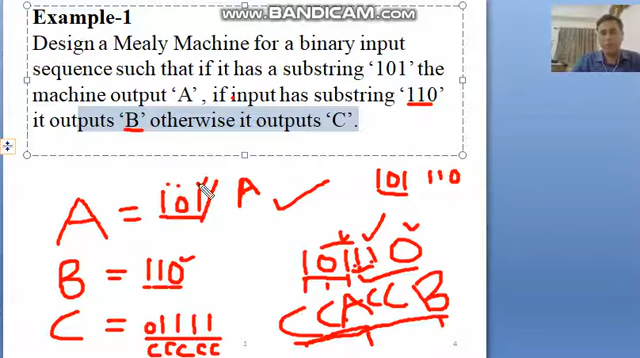 WWW.BANDICAM.COM
Example-1
Design a Mealy Machine for a binary input
sequence such that if it has a substring ‘101’ the
machine output ‘A’ , if input has substring ‘110’
it outputs ‘B’ otherwise it outputs ‘C’.
A = 101 A 101 110
B = 110
C = 01111
CCCCC
CCACCB